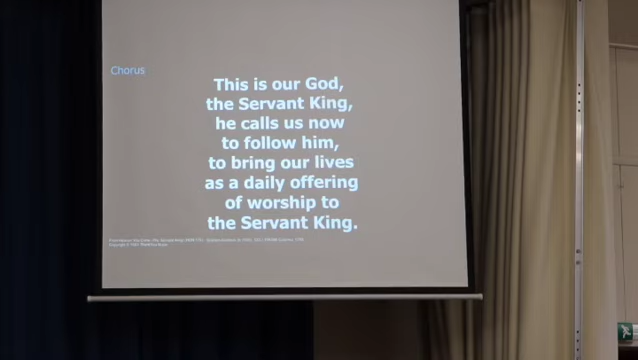 Chorus
This is our God,
the Servant King,
he calls us now
to follow him,
to bring our lives
as a daily offering
of worship to
the Servant King.